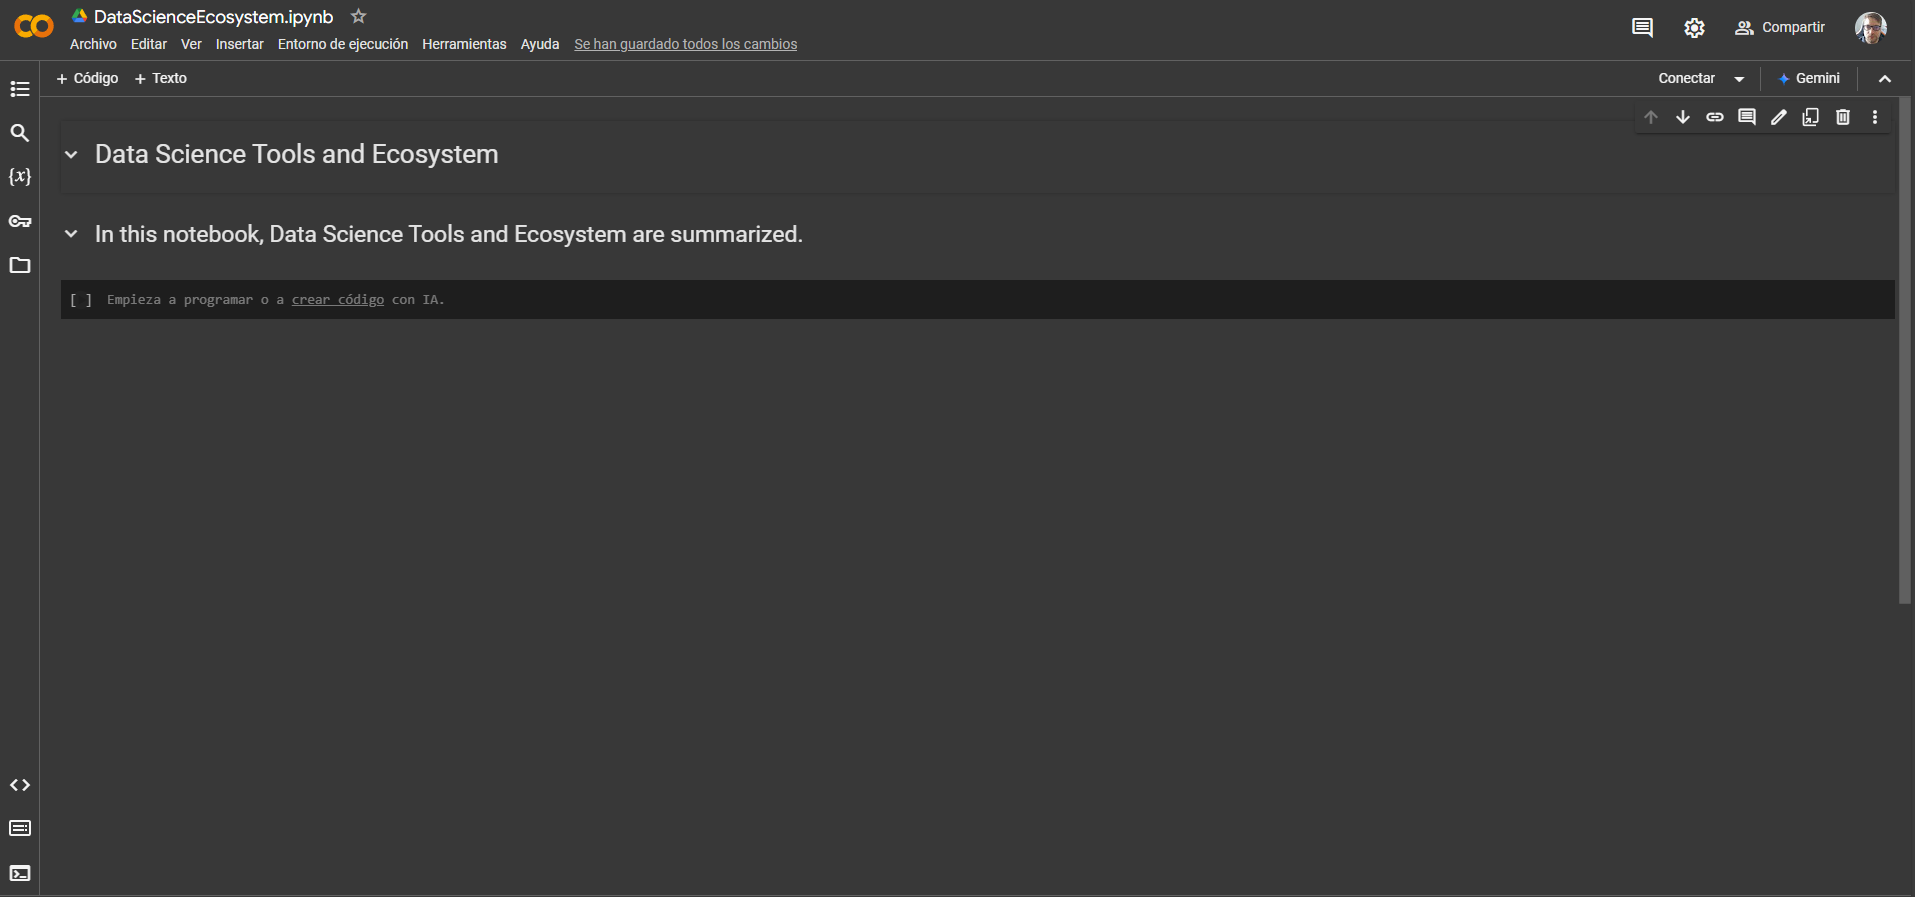 DataScienceEcosystem.ipynb
Archivo Editar Ver Insertar Entorno de ejecución Herramientas Ayuda Se han guardado todos los cambios
Compartir
+ Código + Texto
Conectar Gemini
Data Science Tools and Ecosystem
{x}
In this notebook, Data Science Tools and Ecosystem are summarized.
[ ] Empieza a programar o a crear código con IA.